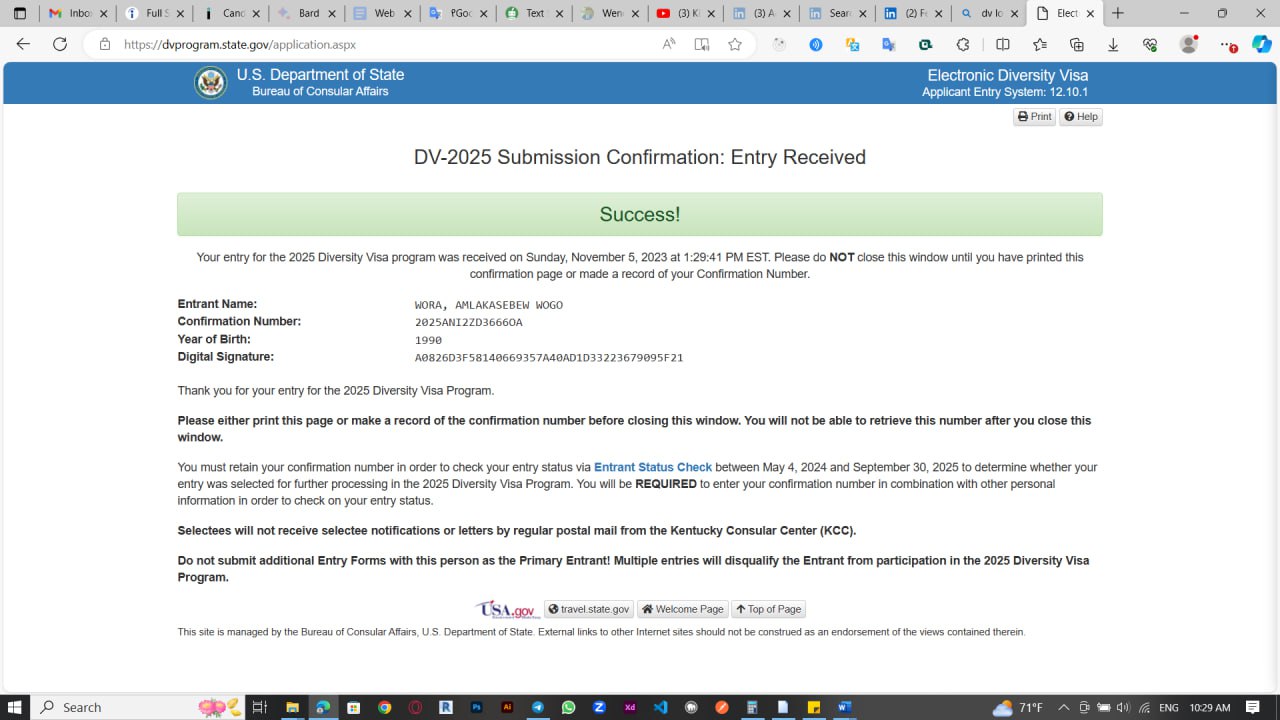 Inbo
Full S
Cand
Bard
Web
PGoo
Text
Wen
(3) Kl
(3) A
Sear
(2) Fe
dv lo
Elect
https://dvprogram.state.gov/application.aspx
U.S. Department of State
Bureau of Consular Affairs
Electronic Diversity Visa
Applicant Entry System: 12.10.1
Print Help
DV-2025 Submission Confirmation: Entry Received
Success!
Your entry for the 2025 Diversity Visa program was received on Sunday, November 5, 2023 at 1:29:41 PM EST. Please do NOT close this window until you have printed this
confirmation page or made a record of your Confirmation Number.
Entrant Name: WORA, AMLAKASEBEW WOGO
Confirmation Number: 2025ANI2ZD3666OA
Year of Birth: 1990
Digital Signature: A0826D3F58140669357A40AD1D33223679095F21
Thank you for your entry for the 2025 Diversity Visa Program.
Please either print this page or make a record of the confirmation number before closing this window. You will not be able to retrieve this number after you close this
window.
You must retain your confirmation number in order to check your entry status via Entrant Status Check between May 4, 2024 and September 30, 2025 to determine whether your
entry was selected for further processing in the 2025 Diversity Visa Program. You will be REQUIRED to enter your confirmation number in combination with other personal
information in order to check on your entry status.
Selectees will not receive selectee notifications or letters by regular postal mail from the Kentucky Consular Center (KCC).
Do not submit additional Entry Forms with this person as the Primary Entrant! Multiple entries will disqualify the Entrant from participation in the 2025 Diversity Visa
Program.
USA.gov travel.state.gov Welcome Page Top of Page
This site is managed by the Bureau of Consular Affairs, U.S. Department of State. External links to other Internet sites should not be construed as an endorsement of the views contained therein.
Search
71°F ENG 10:29 AM